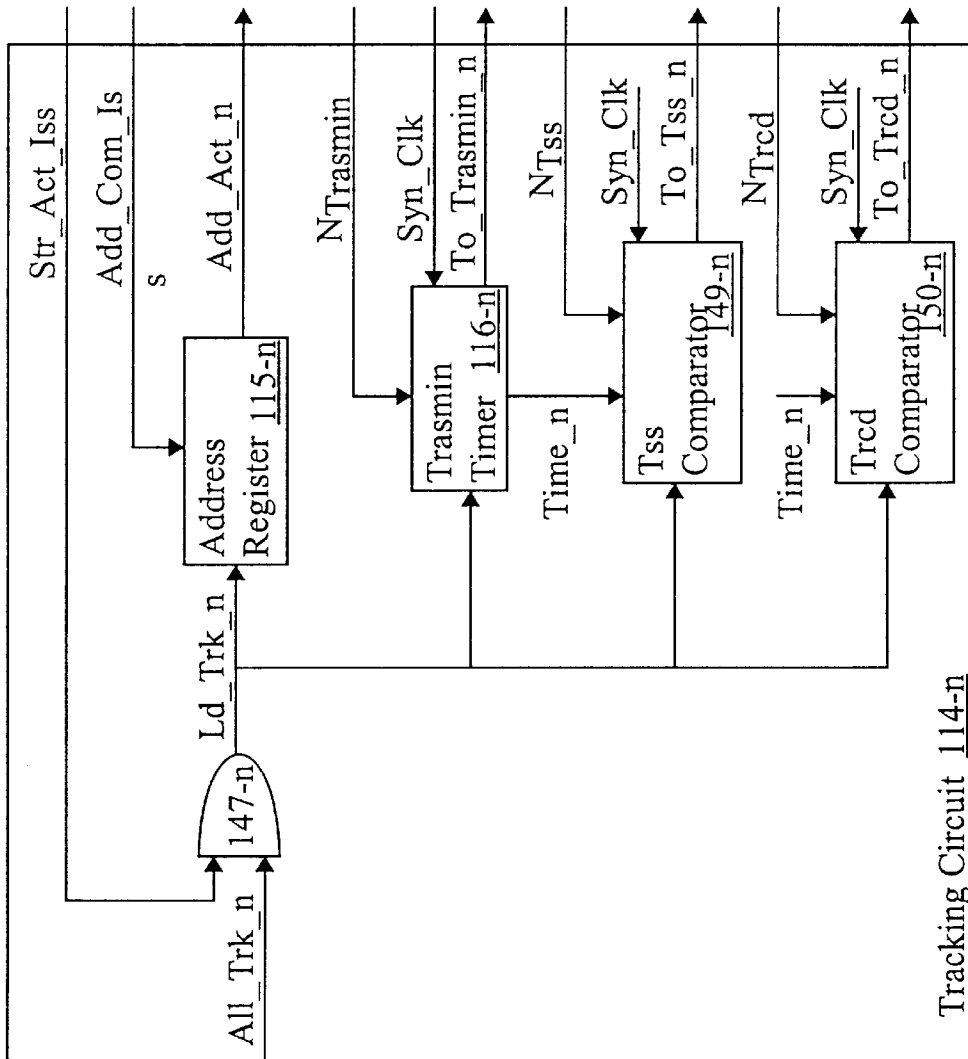 Str_Act_Iss
Add_Com_Is
s
Add_Act_n
NTrasmin
Syn_Clk
To_Trasmin_n
NTss
Syn_Clk
To_Tss_n
NTrcd
Syn_Clk
To_Trcd_n
Address
Register 115-n
Trasmin
Timer 116-n
Time_n
Tss
Comparator
149-n
Time_n
Trcd
Comparator
150-n
Ld_Trk_n
147-n
All_Trk_n
Tracking Circuit 114-n